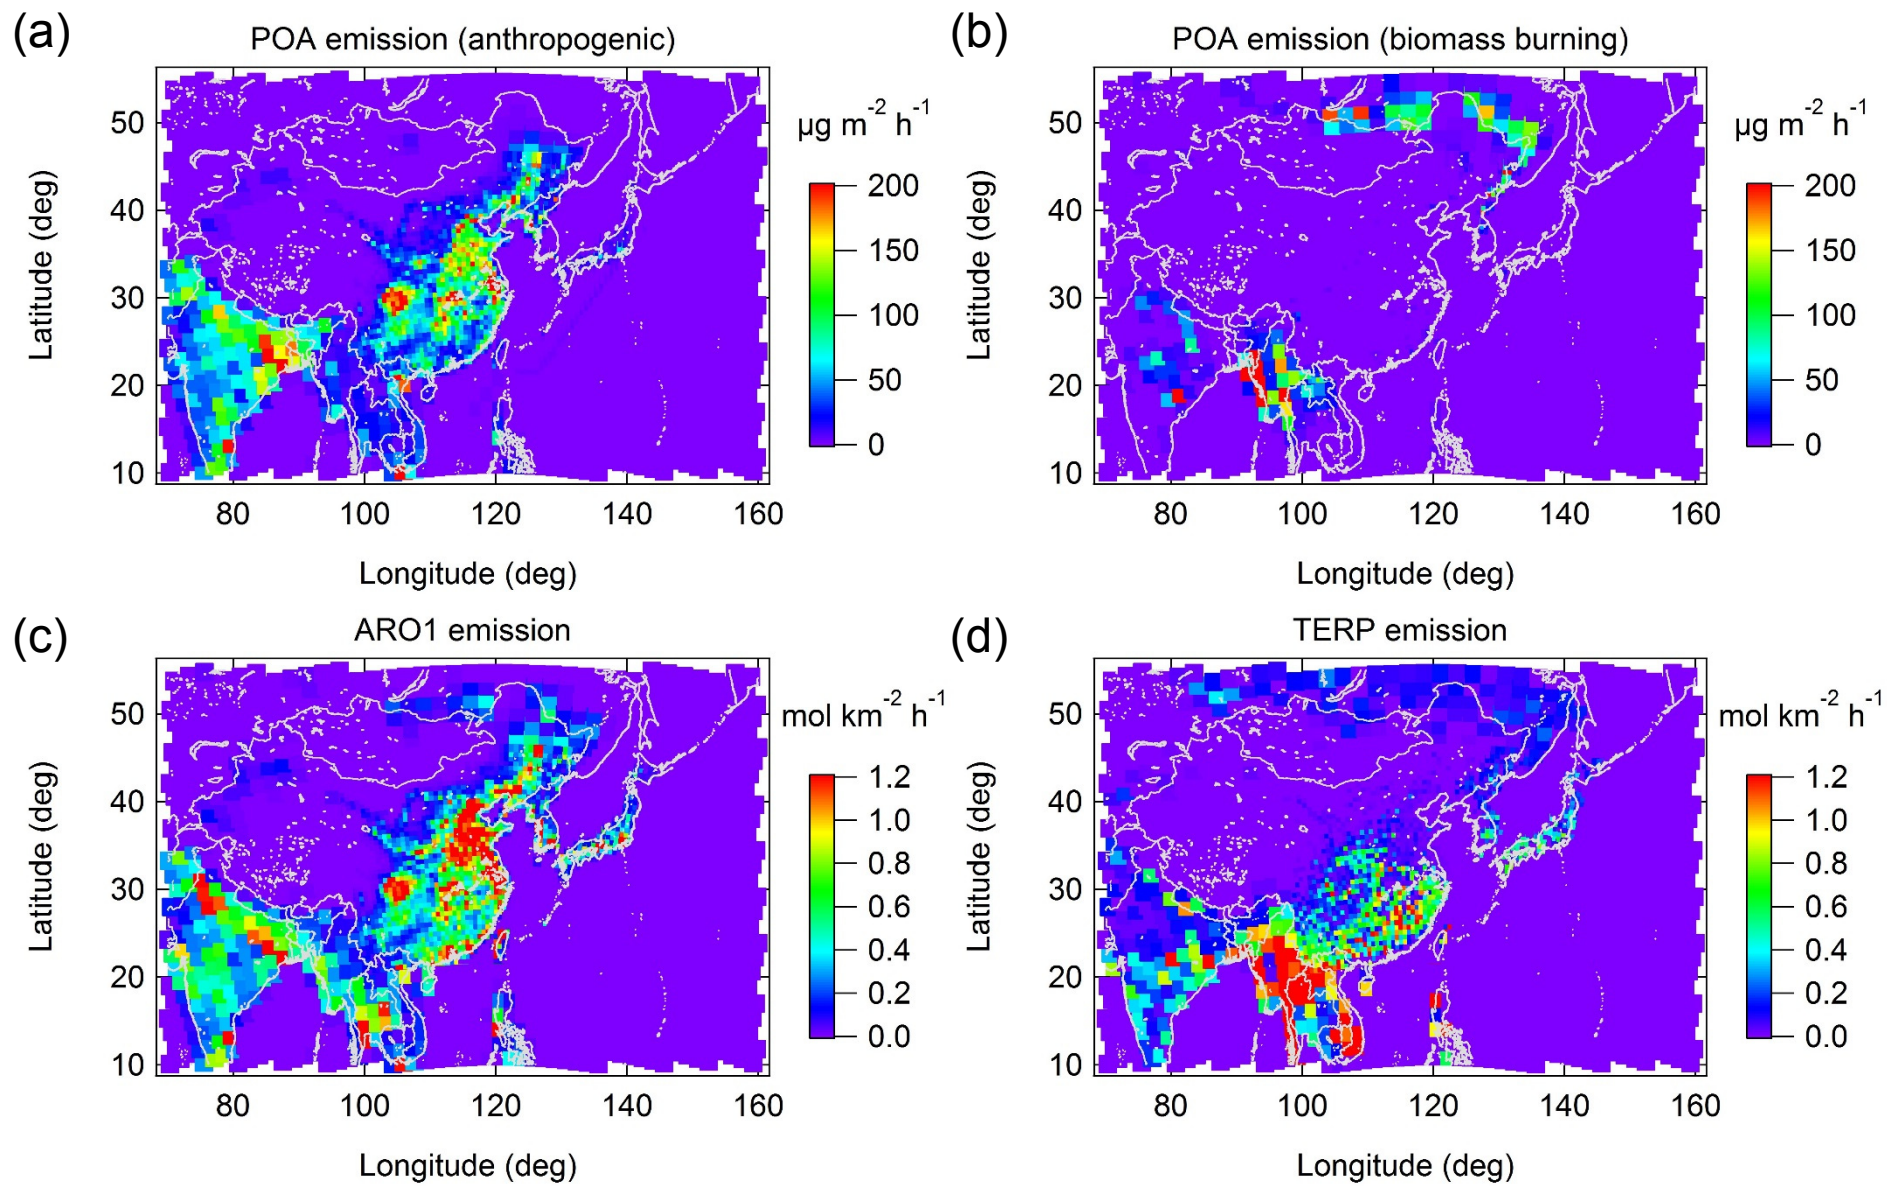 (a)
POA emission (anthropogenic)
50
40
30
20
10
Latitude (deg)
80 100 120 140 160
Longitude (deg)
µg m-2 h-1
200
150
100
50
0
(b)
POA emission (biomass burning)
50
40
30
20
10
Latitude (deg)
80 100 120 140 160
Longitude (deg)
µg m-2 h-1
200
150
100
50
0
(c)
ARO1 emission
50
40
30
20
10
Latitude (deg)
80 100 120 140 160
Longitude (deg)
mol km-2 h-1
1.2
1.0
0.8
0.6
0.4
0.2
0.0
(d)
TERP emission
50
40
30
20
10
Latitude (deg)
80 100 120 140 160
Longitude (deg)
mol km-2 h-1
1.2
1.0
0.8
0.6
0.4
0.2
0.0